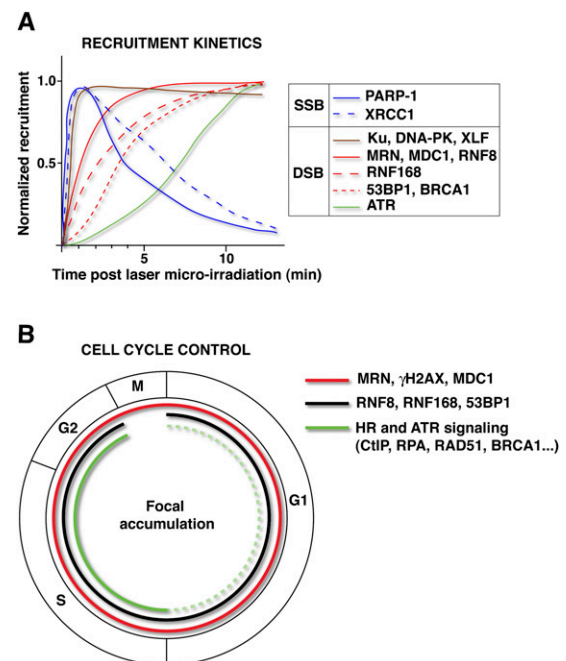 A
RECRUITMENT KINETICS
Normalized recruitment
1.0
0.5
5 10
Time post laser micro-irradiation (min)
SSB
PARP-1
XRCC1
DSB
Ku, DNA-PK, XLF
MRN, MDC1, RNF8
RNF168
53BP1, BRCA1
ATR
B
CELL CYCLE CONTROL
M
G2
G1
S
Focal
accumulation
MRN, γH2AX, MDC1
RNF8, RNF168, 53BP1
HR and ATR signaling
(CtIP, RPA, RAD51, BRCA1...)